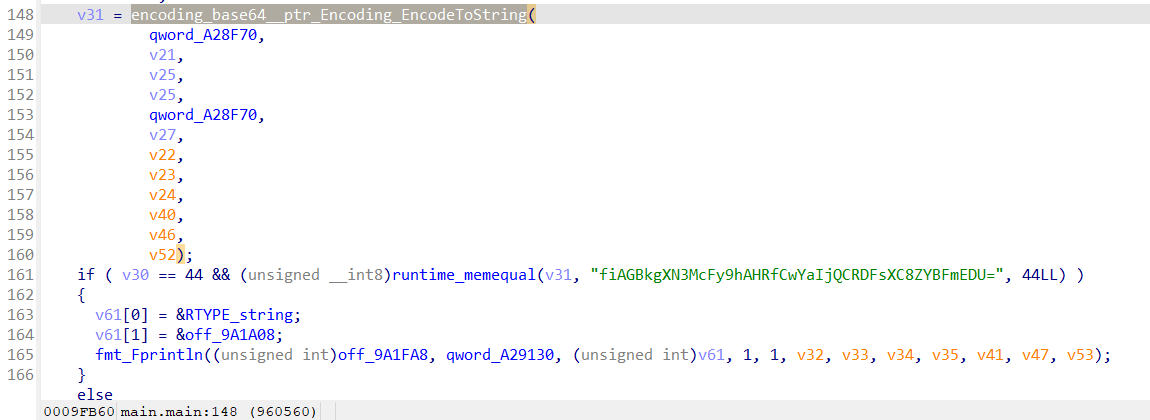 148 v31 = encoding_base64__ptr_Encoding_EncodeToString(
149 qword_A28F70,
150 v21,
151 v25,
152 v25,
153 qword_A28F70,
154 v27,
155 v22,
156 v23,
157 v24,
158 v40,
159 v46,
160 v52);
161 if ( v30 == 44 && (unsigned __int8)runtime_memequal(v31, "fiAGBkgXN3McFy9hAHRfCwYaIjQCRDFsXC8ZYBFmEDU=", 44LL) )
162 {
163 v61[0] = &RTYPE_string;
164 v61[1] = &off_9A1A08;
165 fmt_Fprintln((unsigned int)off_9A1FA8, qword_A29130, (unsigned int)v61, 1, 1, v32, v33, v34, v35, v41, v47, v53);
166 }
else
0009FB60 main.main:148 (960560)